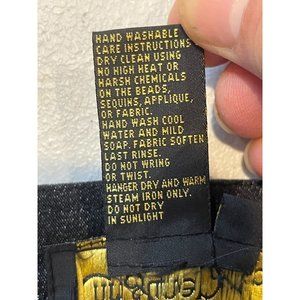 HAND WASHABLE
CARE INSTRUCTIONS
DRY CLEAN USING
NO HIGH HEAT OR
HARSH CHEMICALS
ON THE BEADS,
SEQUINS, APPLIQUE,
OR FABRIC.
HAND WASH COOL
WATER AND MILD
SOAP. FABRIC SOFTEN
LAST RINSE.
DO NOT WRING
OR TWIST.
HANGER DRY AND WARM
STEAM IRON ONLY.
DO NOT DRY
IN SUNLIGHT